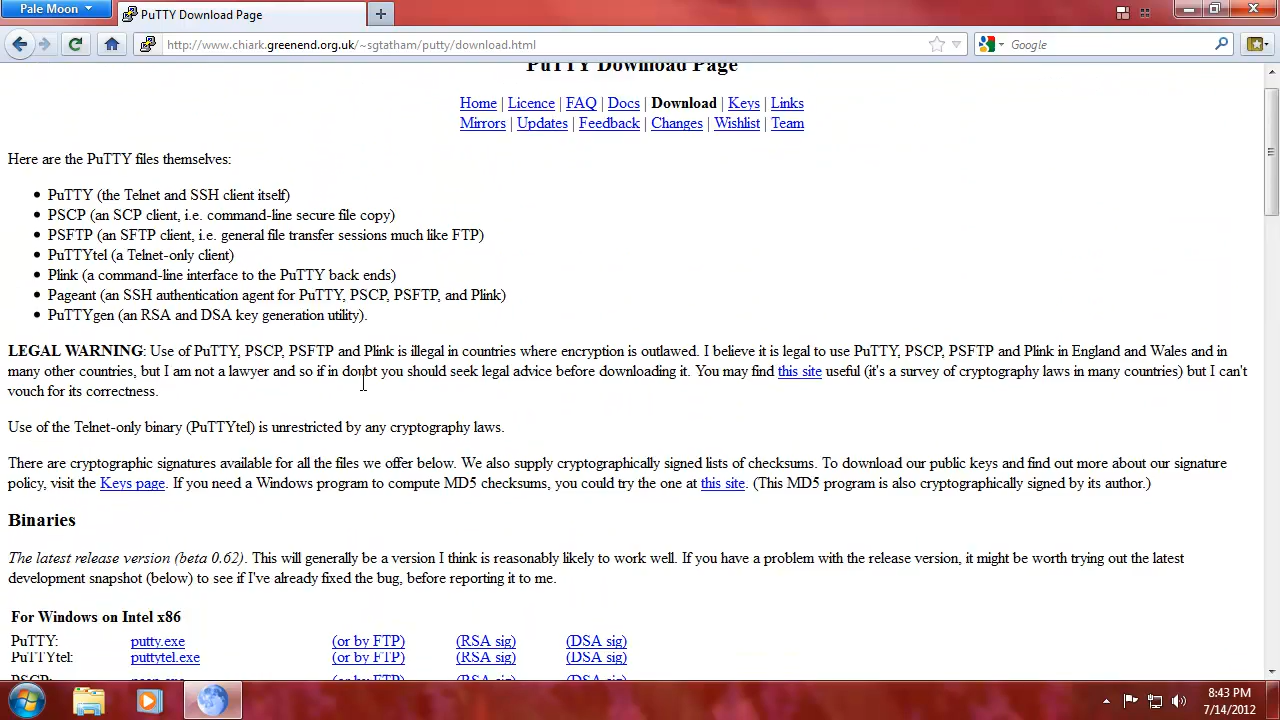 Pale Moon
PuTTY Download Page
http://www.chiark.greenend.org.uk/~sgtatham/putty/download.html
Google
PuTTY Download Page
Home | Licence | FAQ | Docs | Download | Keys | Links
Mirrors | Updates | Feedback | Changes | Wishlist | Team
Here are the PuTTY files themselves:
PuTTY (the Telnet and SSH client itself)
PSCP (an SCP client, i.e. command-line secure file copy)
PSFTP (an SFTP client, i.e. general file transfer sessions much like FTP)
PuTTYtel (a Telnet-only client)
Plink (a command-line interface to the PuTTY back ends)
Pageant (an SSH authentication agent for PuTTY, PSCP, PSFTP, and Plink)
PuTTYgen (an RSA and DSA key generation utility).
LEGAL WARNING: Use of PuTTY, PSCP, PSFTP and Plink is illegal in countries where encryption is outlawed. I believe it is legal to use PuTTY, PSCP, PSFTP and Plink in England and Wales and in
many other countries, but I am not a lawyer and so if in doubt you should seek legal advice before downloading it. You may find this site useful (it's a survey of cryptography laws in many countries) but I can't
vouch for its correctness.
Use of the Telnet-only binary (PuTTYtel) is unrestricted by any cryptography laws.
There are cryptographic signatures available for all the files we offer below. We also supply cryptographically signed lists of checksums. To download our public keys and find out more about our signature
policy, visit the Keys page. If you need a Windows program to compute MD5 checksums, you could try the one at this site. (This MD5 program is also cryptographically signed by its author.)
Binaries
The latest release version (beta 0.62). This will generally be a version I think is reasonably likely to work well. If you have a problem with the release version, it might be worth trying out the latest
development snapshot (below) to see if I've already fixed the bug, before reporting it to me.
For Windows on Intel x86
PuTTY: putty.exe (or by FTP) (RSA sig) (DSA sig)
PuTTYtel: puttytel.exe (or by FTP) (RSA sig) (DSA sig)
8:43 PM
7/14/2012